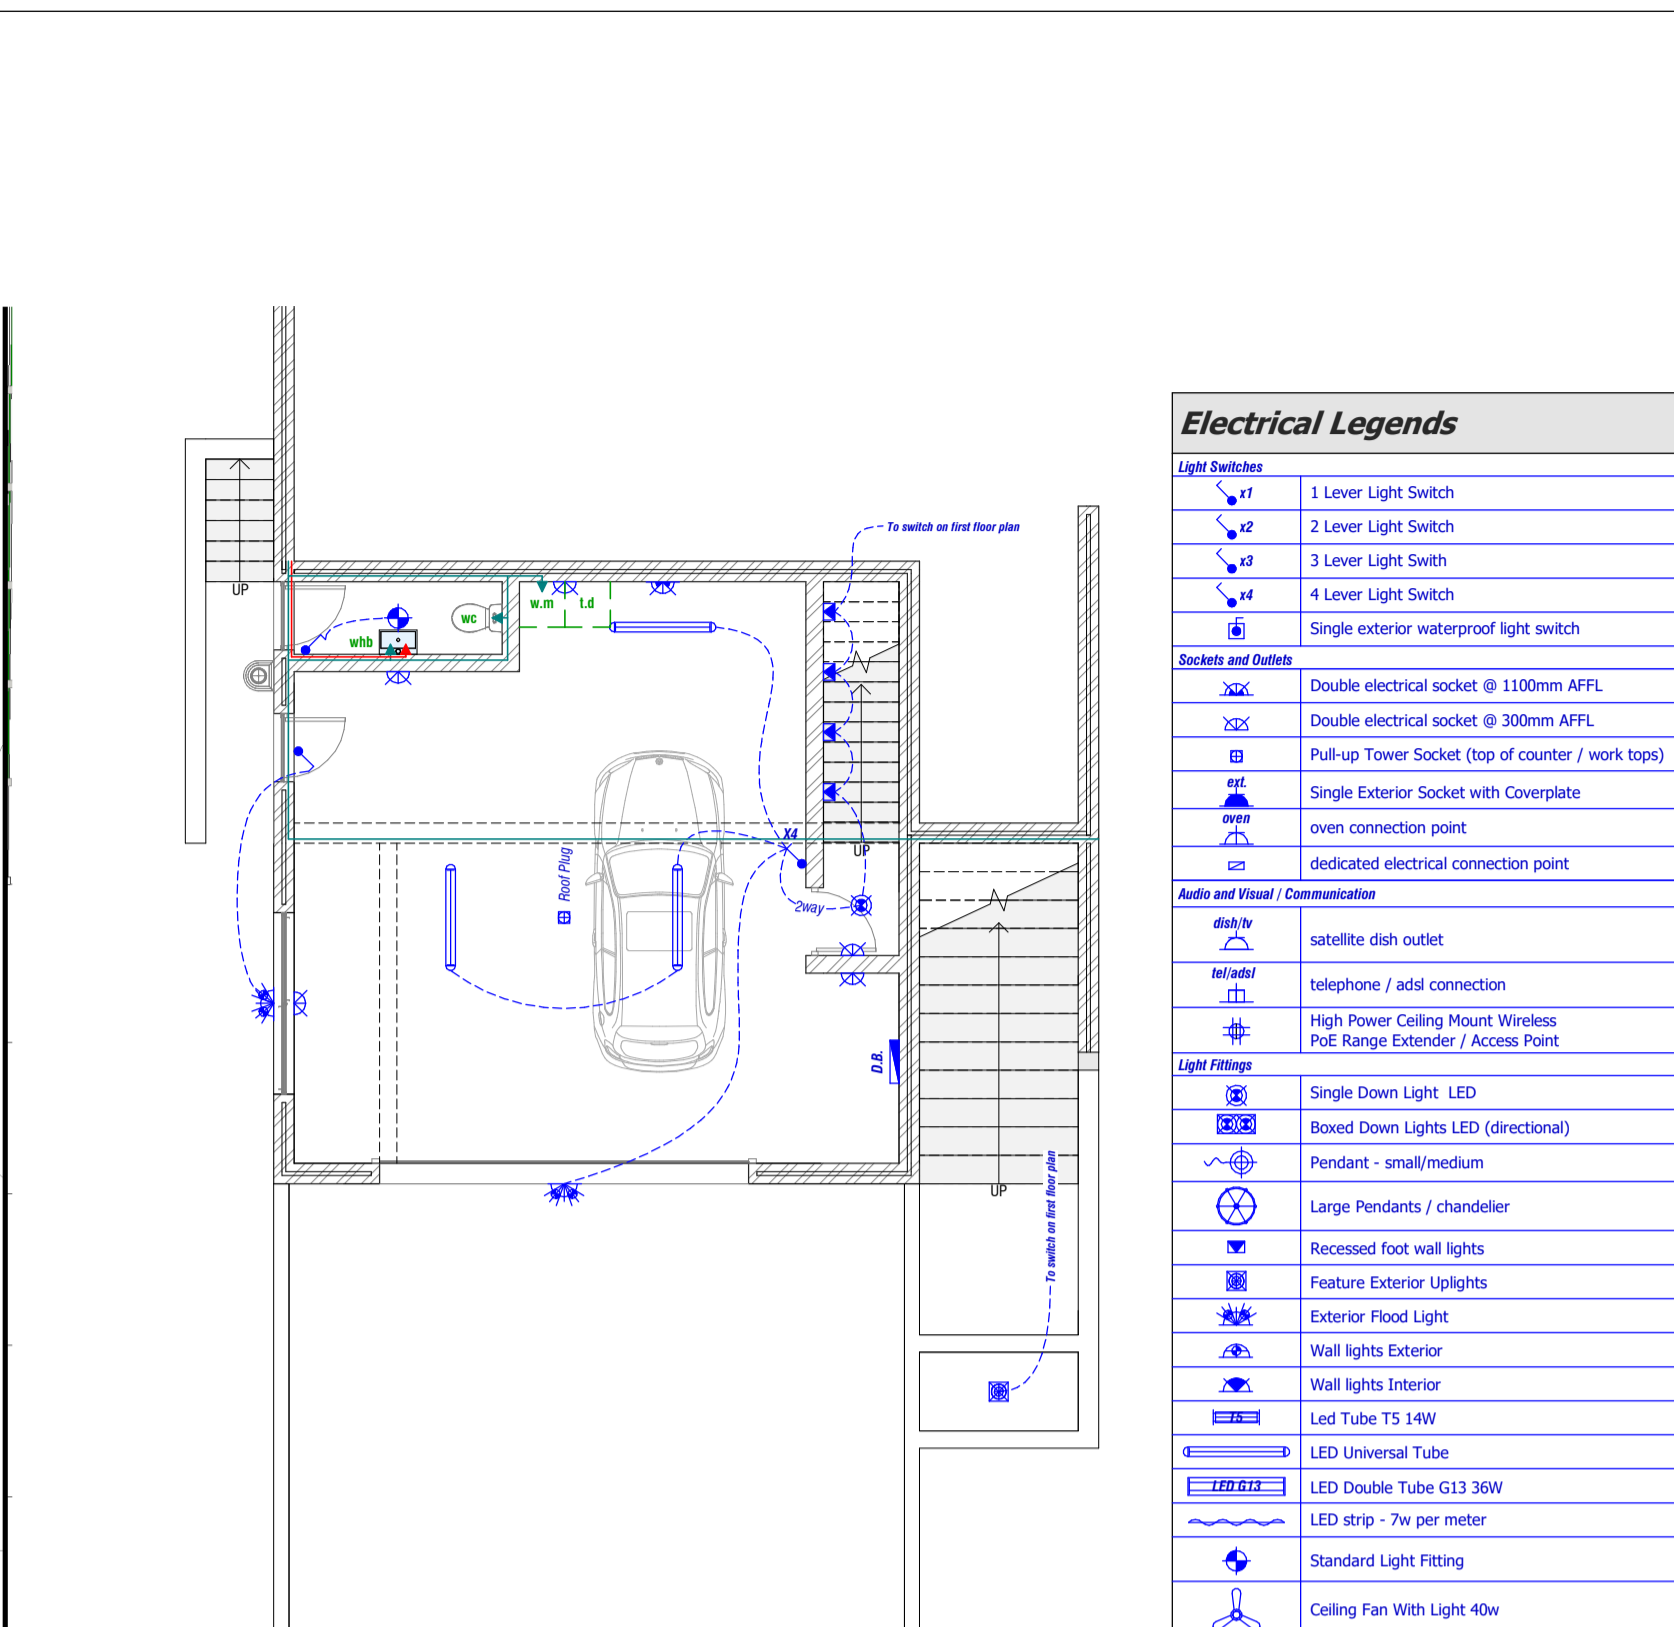 To switch on first floor plan
UP
w.m
t.d
wc
whb
X4
UP
Roof Plug
2way
D.B.
UP
To switch on first floor plan
Electrical Legends
Light Switches
x1
1 Lever Light Switch
x2
2 Lever Light Switch
x3
3 Lever Light Swith
x4
4 Lever Light Switch
Single exterior waterproof light switch
Sockets and Outlets
Double electrical socket @ 1100mm AFFL
Double electrical socket @ 300mm AFFL
Pull-up Tower Socket (top of counter / work tops)
ext.
Single Exterior Socket with Coverplate
oven
oven connection point
dedicated electrical connection point
Audio and Visual / Communication
dish/tv
satellite dish outlet
tel/adsl
telephone / adsl connection
High Power Ceiling Mount Wireless
PoE Range Extender / Access Point
Light Fittings
Single Down Light LED
Boxed Down Lights LED (directional)
Pendant - small/medium
Large Pendants / chandelier
Recessed foot wall lights
Feature Exterior Uplights
Exterior Flood Light
Wall lights Exterior
Wall lights Interior
T5
Led Tube T5 14W
LED Universal Tube
LED G13
LED Double Tube G13 36W
LED strip - 7w per meter
Standard Light Fitting
Ceiling Fan With Light 40w